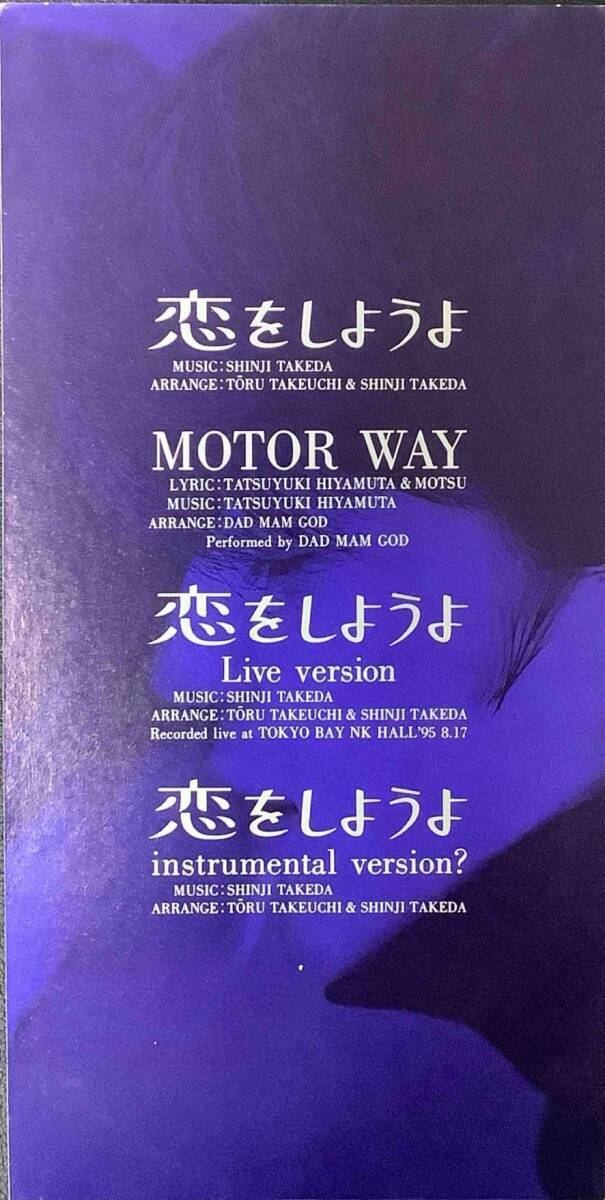 恋をしようよ
MUSIC:SHINJI TAKEDA
ARRANGE:TŌRU TAKEUCHI & SHINJI TAKEDA
MOTOR WAY
LYRIC:TATSUYUKI HIYAMUTA & MOTSU
MUSIC:TATSUYUKI HIYAMUTA
ARRANGE:DAD MAM GOD
Performed by DAD MAM GOD
恋をしようよ
Live version
MUSIC:SHINJI TAKEDA
ARRANGE:TŌRU TAKEUCHI & SHINJI TAKEDA
Recorded live at TOKYO BAY NK HALL'95 8.17
恋をしようよ
instrumental version?
MUSIC:SHINJI TAKEDA
ARRANGE:TŌRU TAKEUCHI & SHINJI TAKEDA